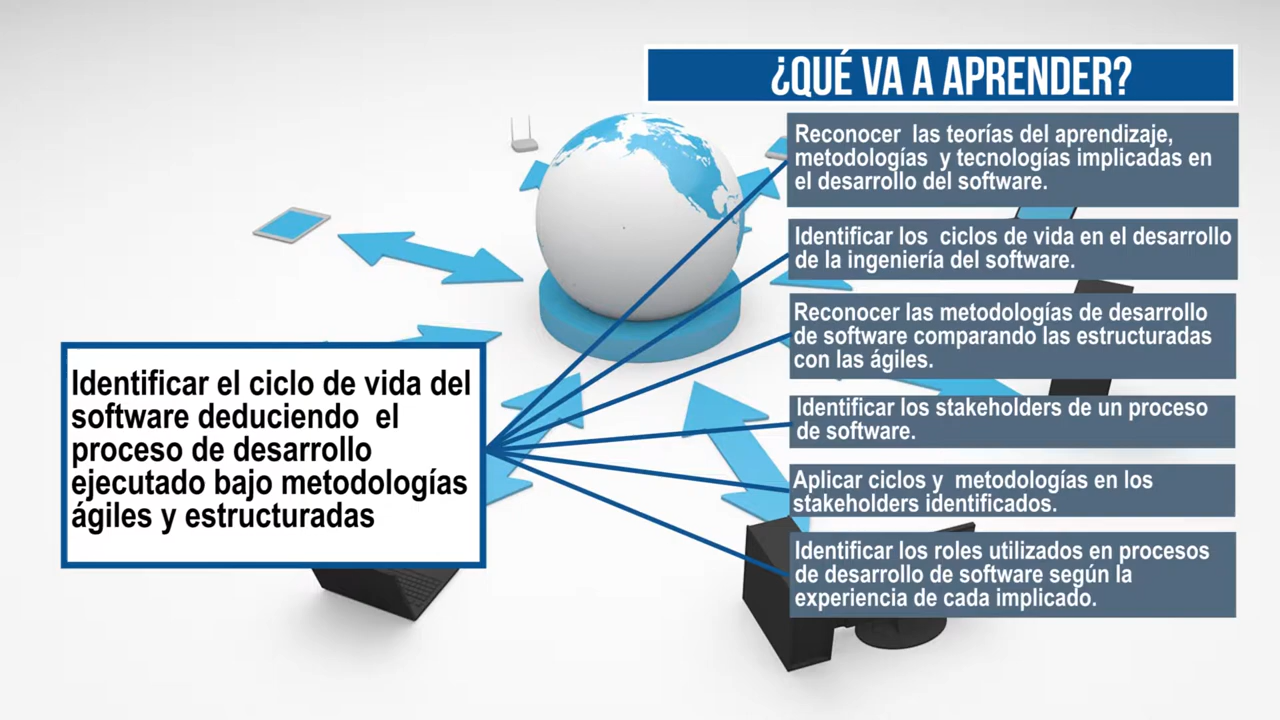 ¿QUÉ VA A APRENDER?
Reconocer las teorías del aprendizaje,
metodologías y tecnologías implicadas en
el desarrollo del software.
Identificar los ciclos de vida en el desarrollo
de la ingeniería del software.
Reconocer las metodologías de desarrollo
de software comparando las estructuradas
con las ágiles.
Identificar los stakeholders de un proceso
de software.
Aplicar ciclos y metodologías en los
stakeholders identificados.
Identificar los roles utilizados en procesos
de desarrollo de software según la
experiencia de cada implicado.
Identificar el ciclo de vida del
software deduciendo el
proceso de desarrollo
ejecutado bajo metodologías
ágiles y estructuradas